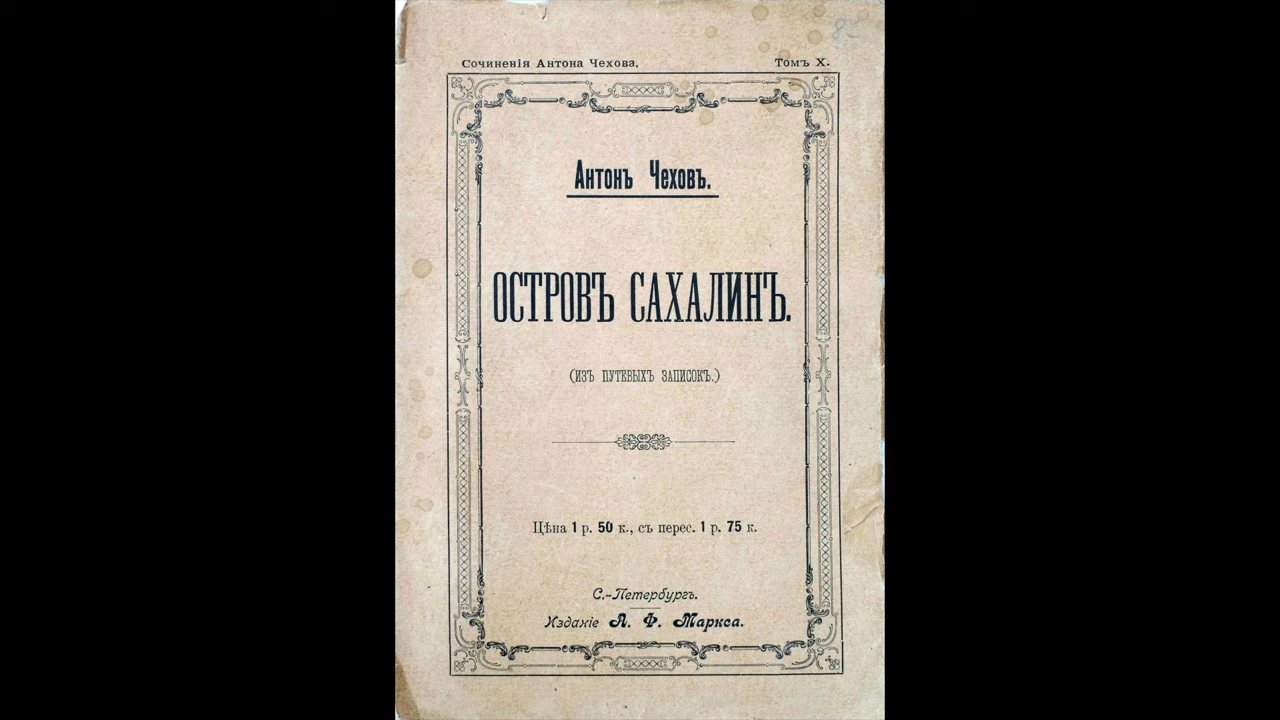 Сочиненія Антона Чехова. Томъ X.
Антонъ Чеховъ.
ОСТРОВЪ САХАЛИНЪ.
(ИЗЪ ПУТЕВЫХЪ ЗАПИСОКЪ.)
Цѣна 1 р. 50 к., съ перес. 1 р. 75 к.
С.-Петербургъ.
Изданіе А. Ф. Маркса.